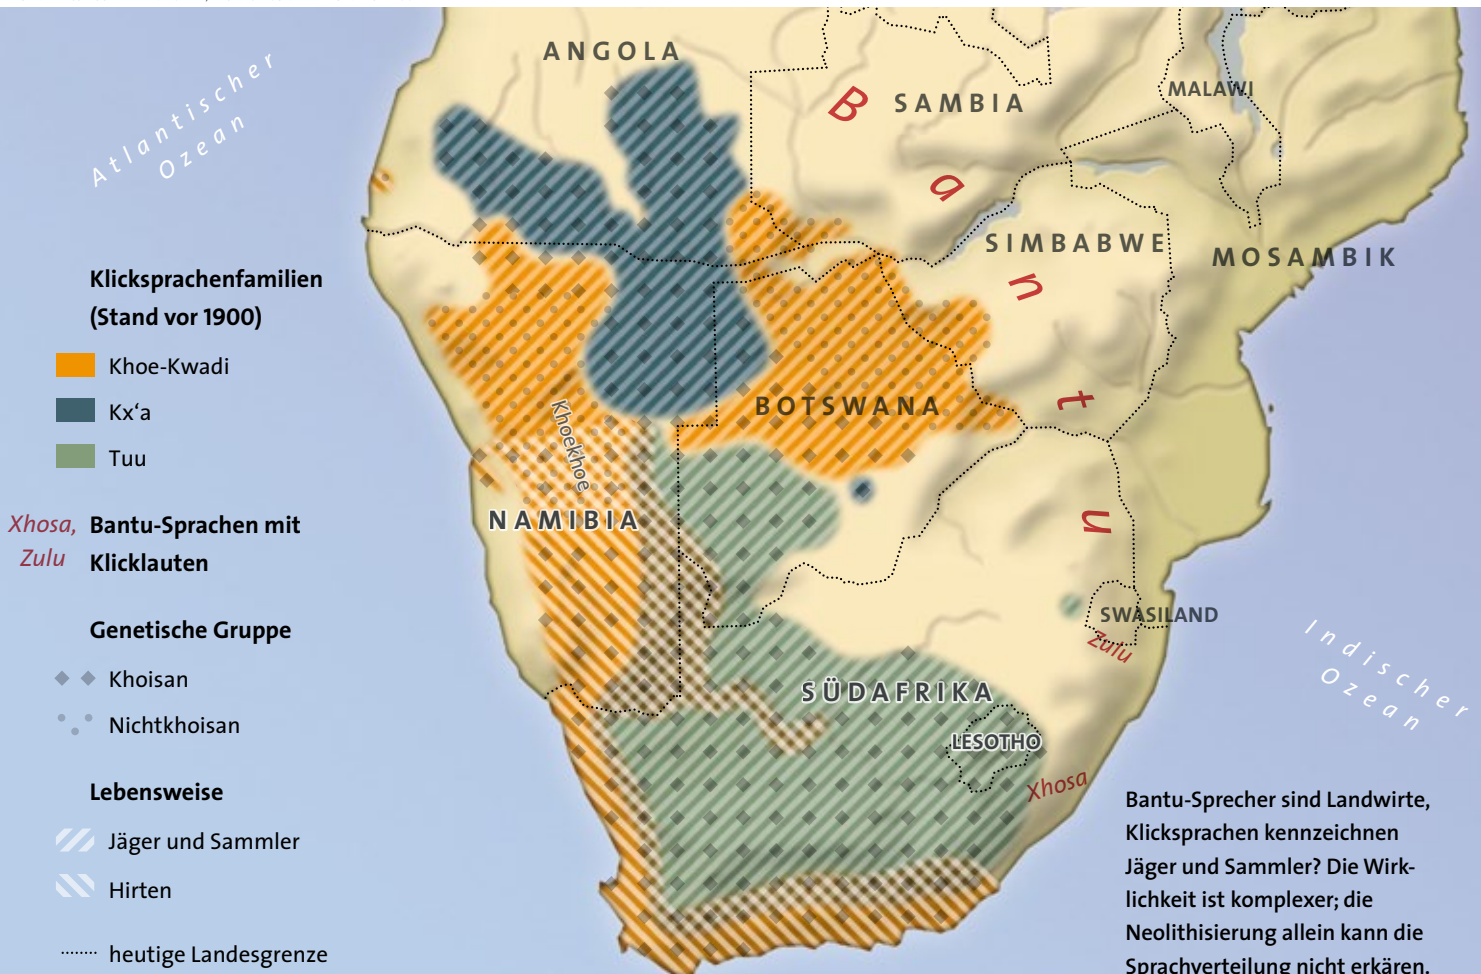 ANGOLA
SAMBIA
MALAWI
Atlantischer
Ozean
SIMBABWE
MOSAMBIK
Bantu
Klicksprachenfamilien
(Stand vor 1900)
Khoe-Kwadi
Kx‘a
Tuu
Xhosa,
Zulu
Bantu-Sprachen mit
Klicklauten
Genetische Gruppe
Khoisan
Nichtkhoisan
Lebensweise
Jäger und Sammler
Hirten
heutige Landesgrenze
BOTSWANA
Khoekhoe
NAMIBIA
SWASILAND
Zulu
Indischer
Ozean
SÜDAFRIKA
LESOTHO
Xhosa
Bantu-Sprecher sind Landwirte,
Klicksprachen kennzeichnen
Jäger und Sammler? Die Wirk-
lichkeit ist komplexer; die
Neolithisierung allein kann die
Sprachverteilung nicht erkären.